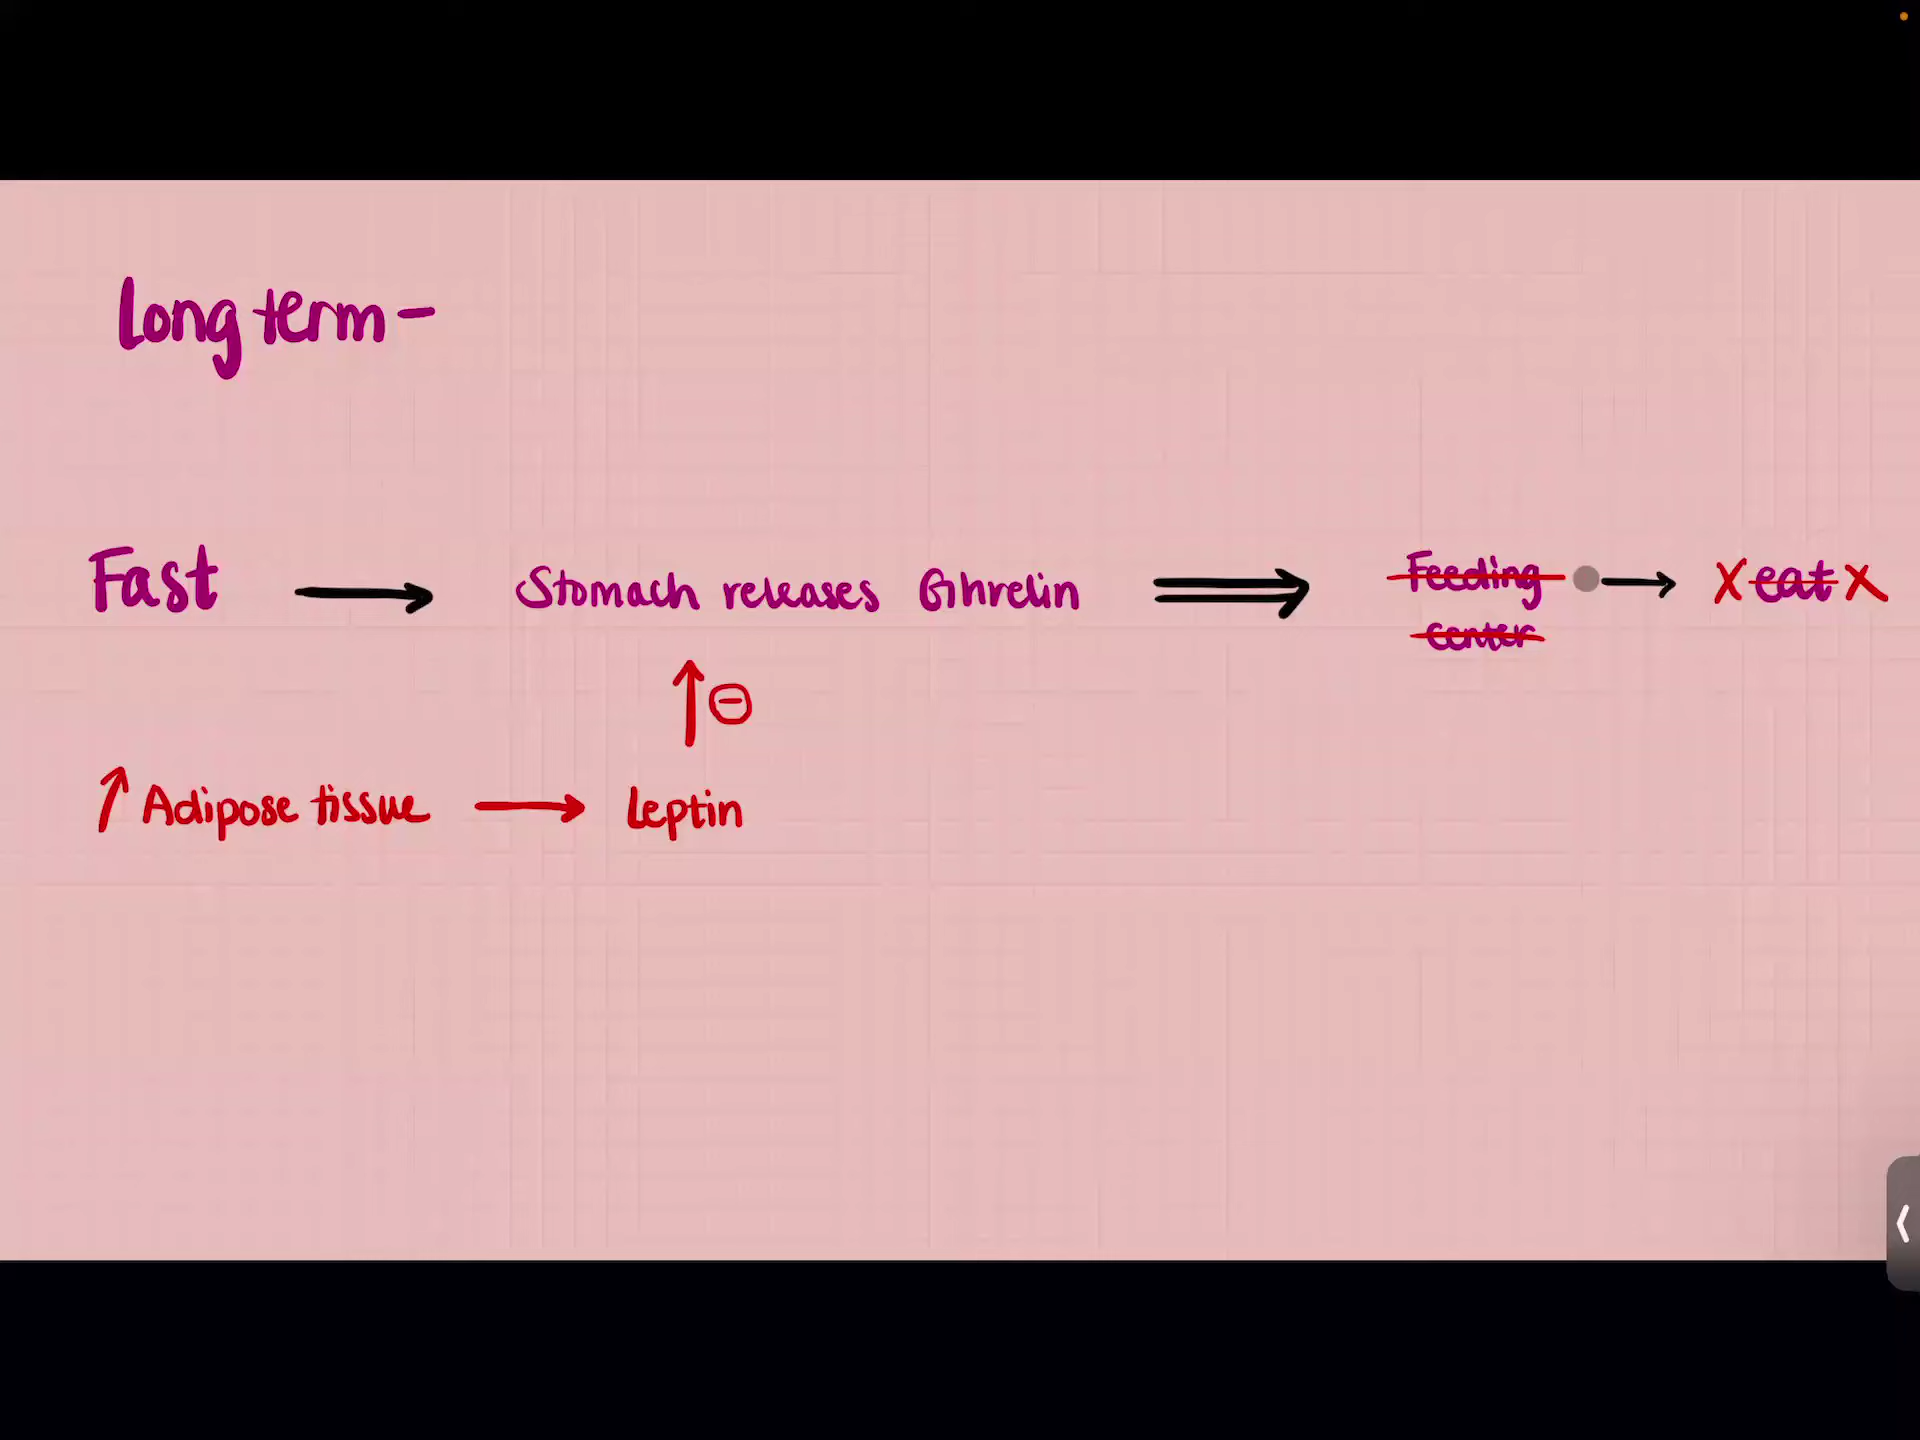 Long term -
Fast → Stomach releases Ghrelin ⇒ Feeding center → X eat X
↑ ⊖
↑ Adipose tissue → Leptin